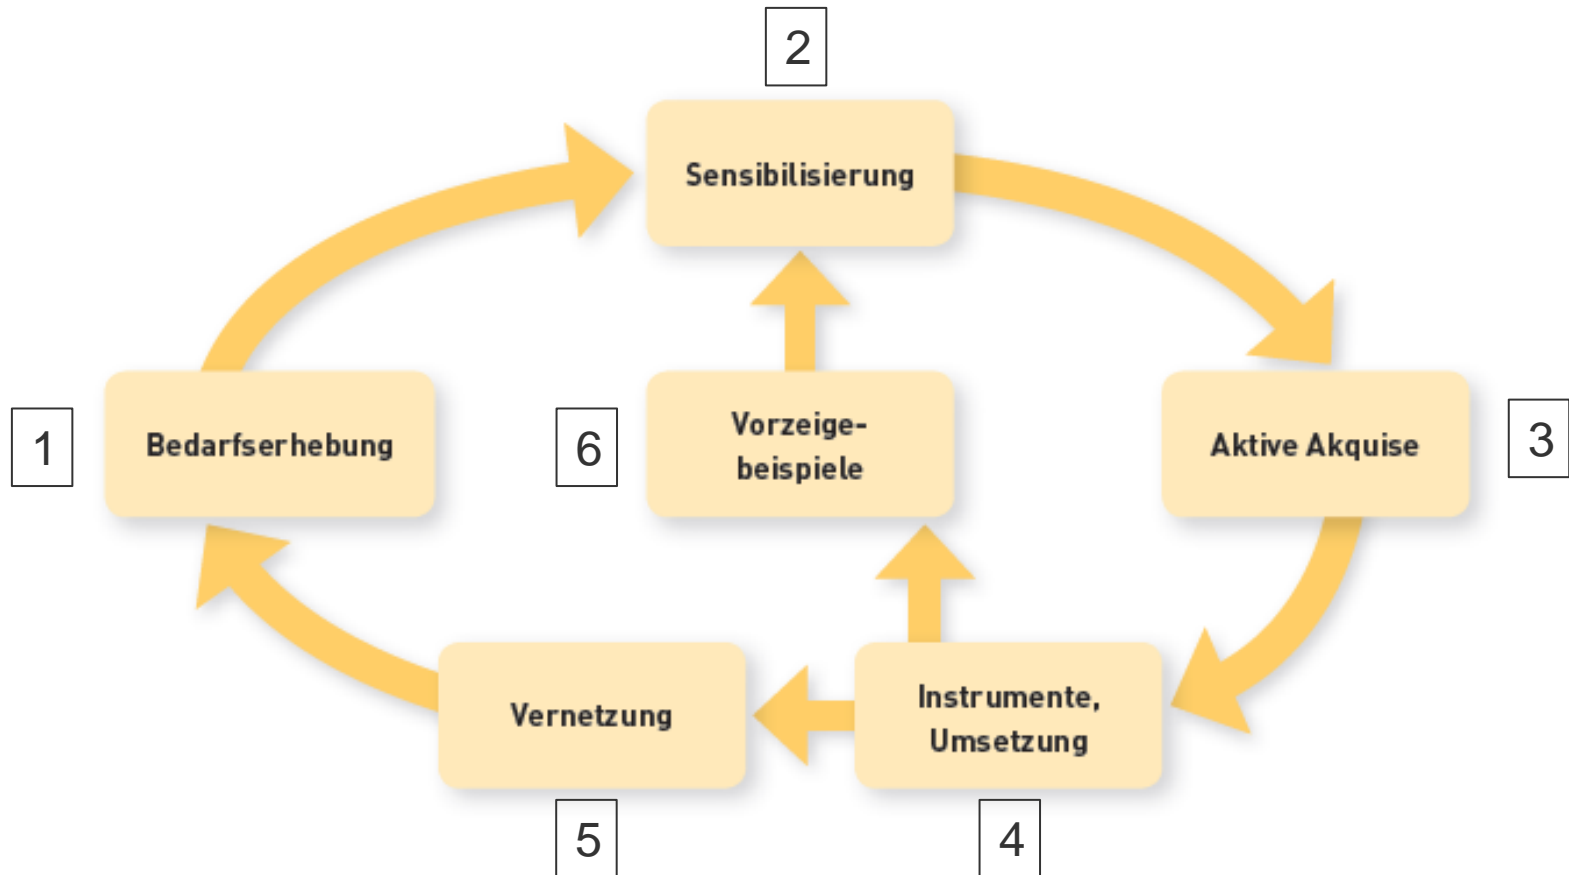 2
Sensibilisierung
1
Bedarfserhebung
6
Vorzeige-
beispiele
Aktive Akquise
3
Vernetzung
Instrumente,
Umsetzung
5
4